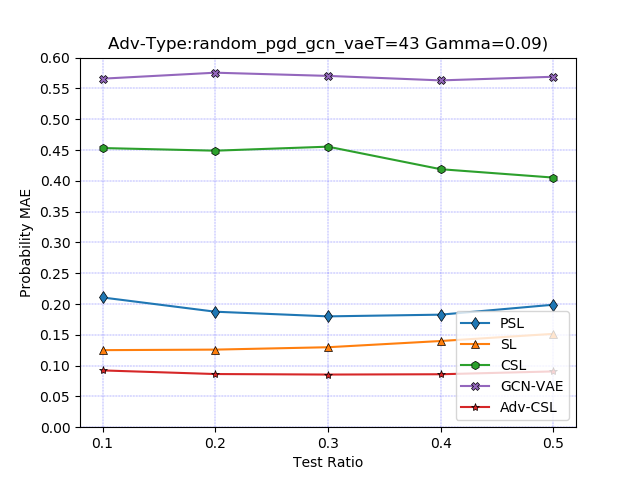 Adv-Type:random_pgd_gcn_vaeT=43 Gamma=0.09)
0.60
0.55
0.50
0.45
0.40
0.35
0.30
0.25
0.20
0.15
0.10
0.05
0.00
Probability MAE
PSL
SL
CSL
GCN-VAE
Adv-CSL
0.1 0.2 0.3 0.4 0.5
Test Ratio